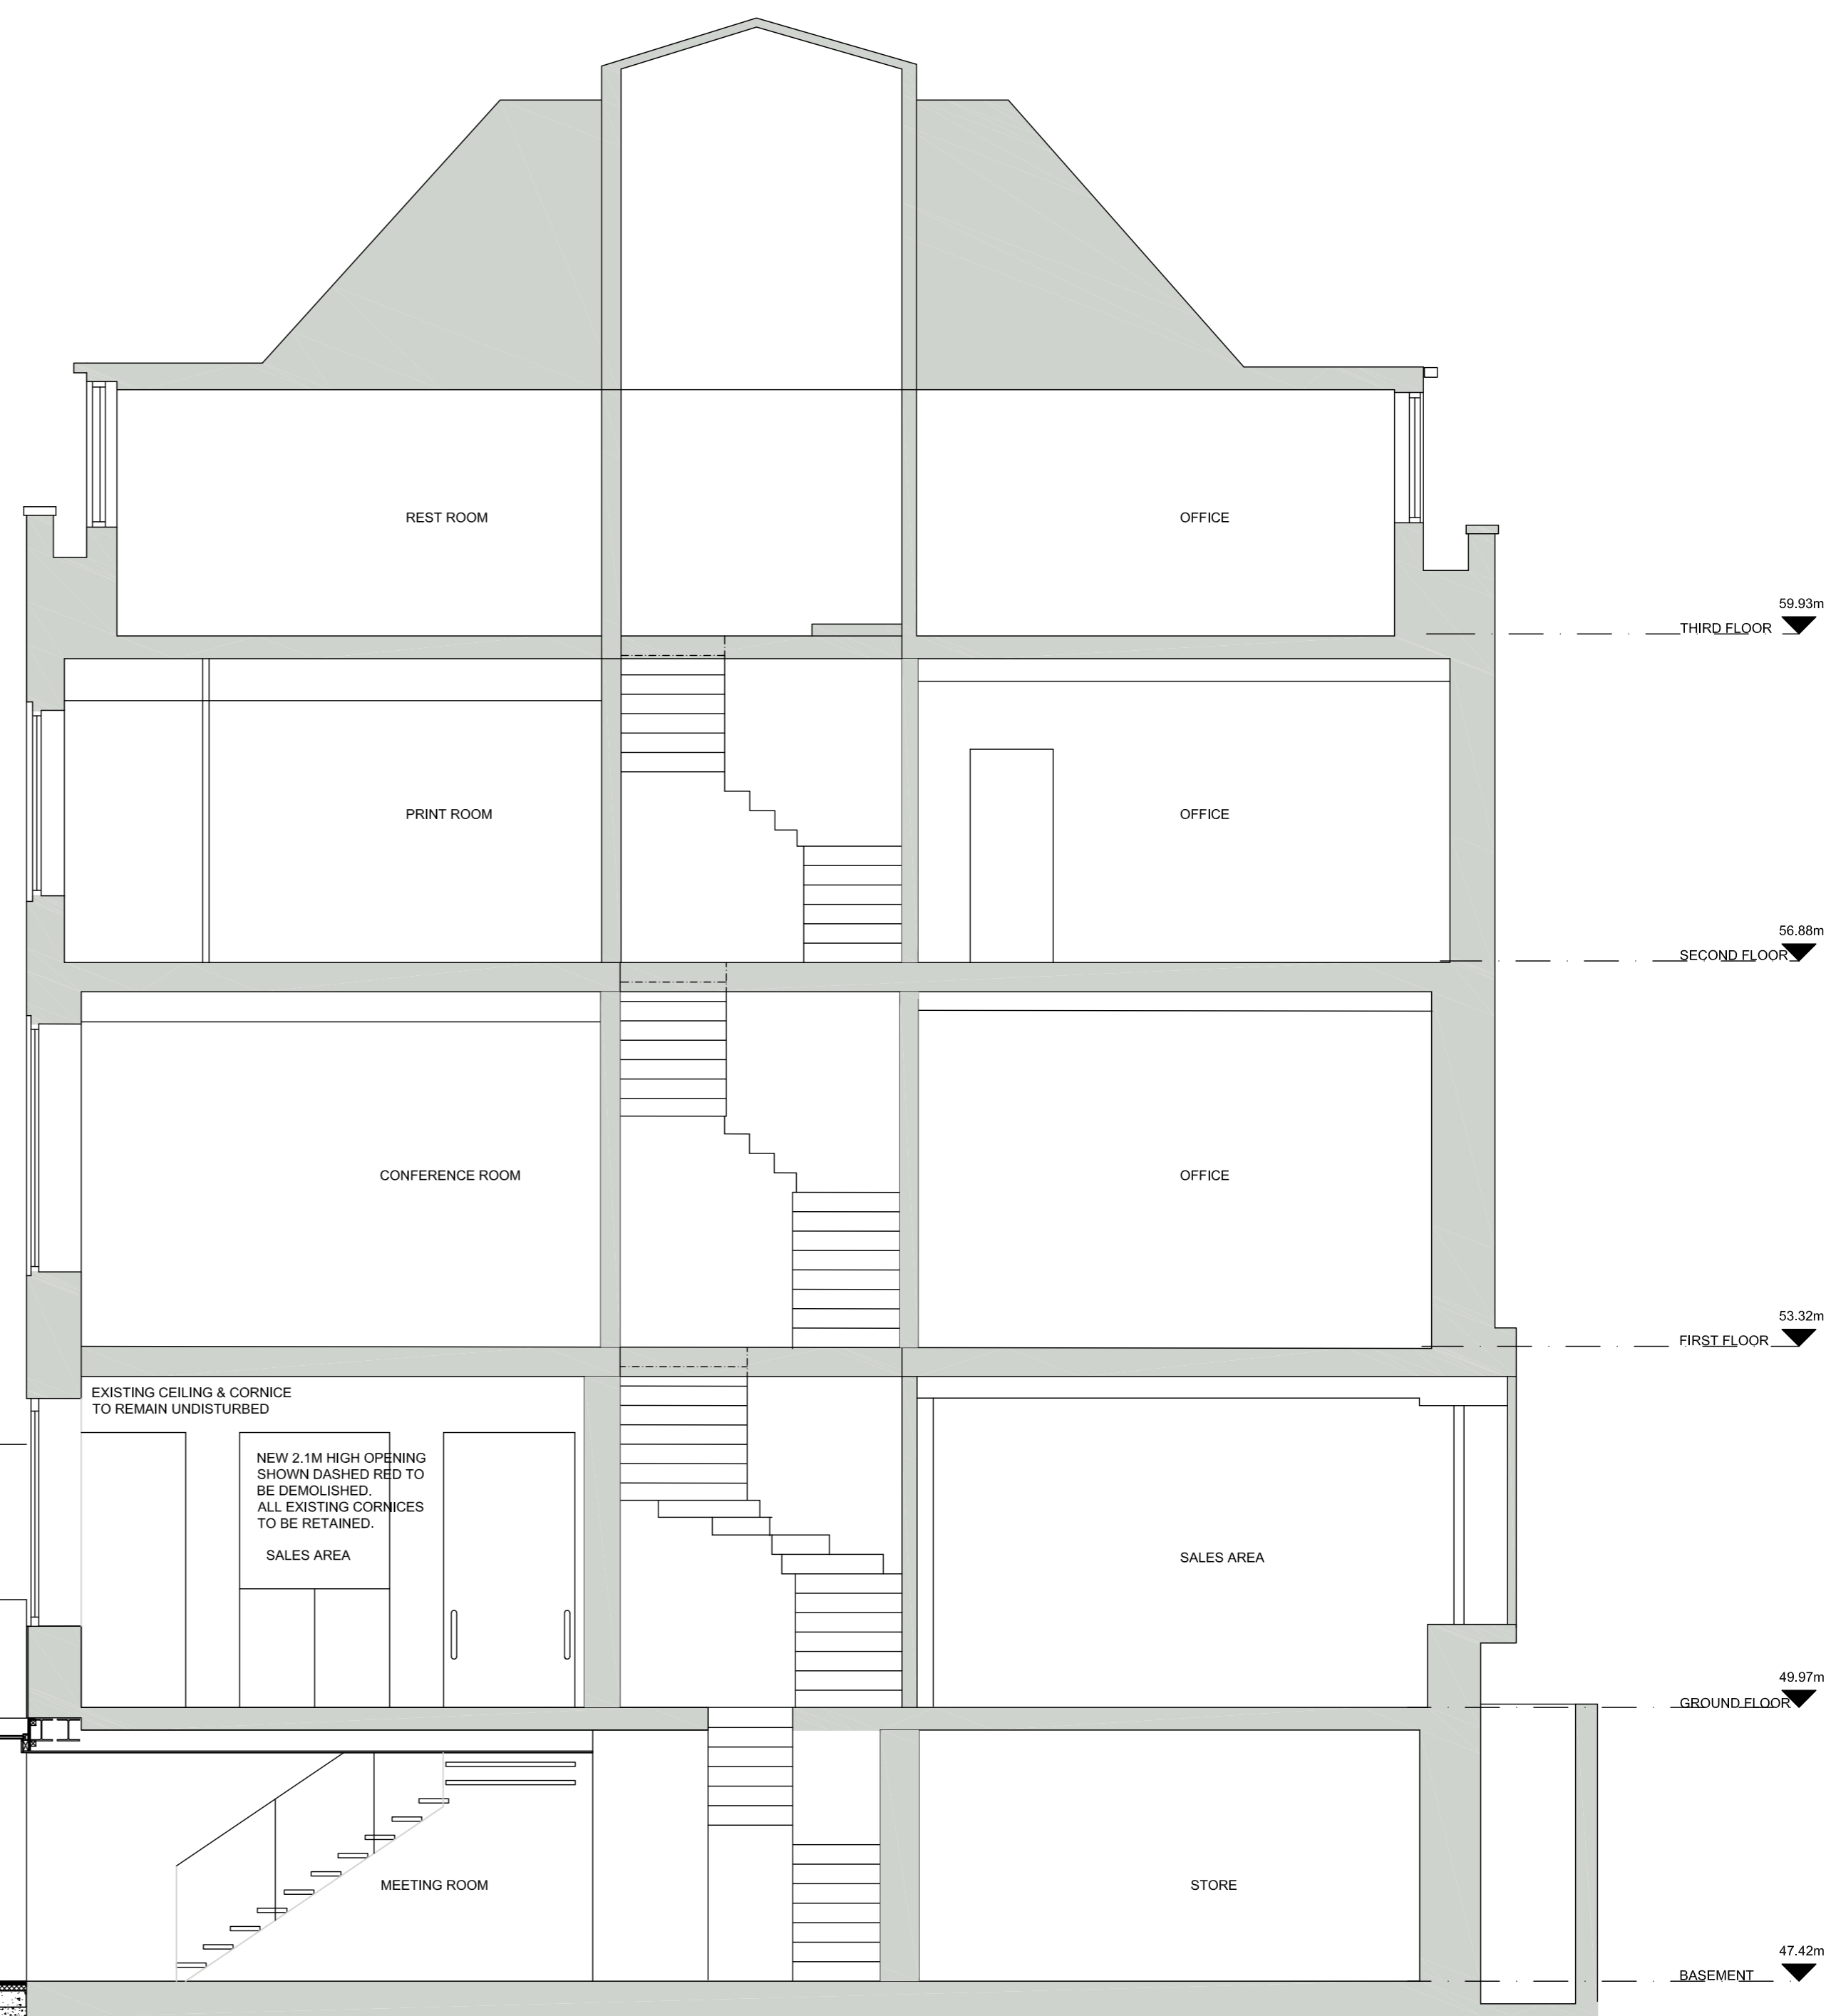 REST ROOM
OFFICE
59.93m
THIRD FLOOR
PRINT ROOM
OFFICE
56.88m
SECOND FLOOR
CONFERENCE ROOM
OFFICE
53.32m
FIRST FLOOR
EXISTING CEILING & CORNICE
TO REMAIN UNDISTURBED
NEW 2.1M HIGH OPENING
SHOWN DASHED RED TO
BE DEMOLISHED.
ALL EXISTING CORNICES
TO BE RETAINED.
SALES AREA
SALES AREA
49.97m
GROUND FLOOR
MEETING ROOM
STORE
47.42m
BASEMENT